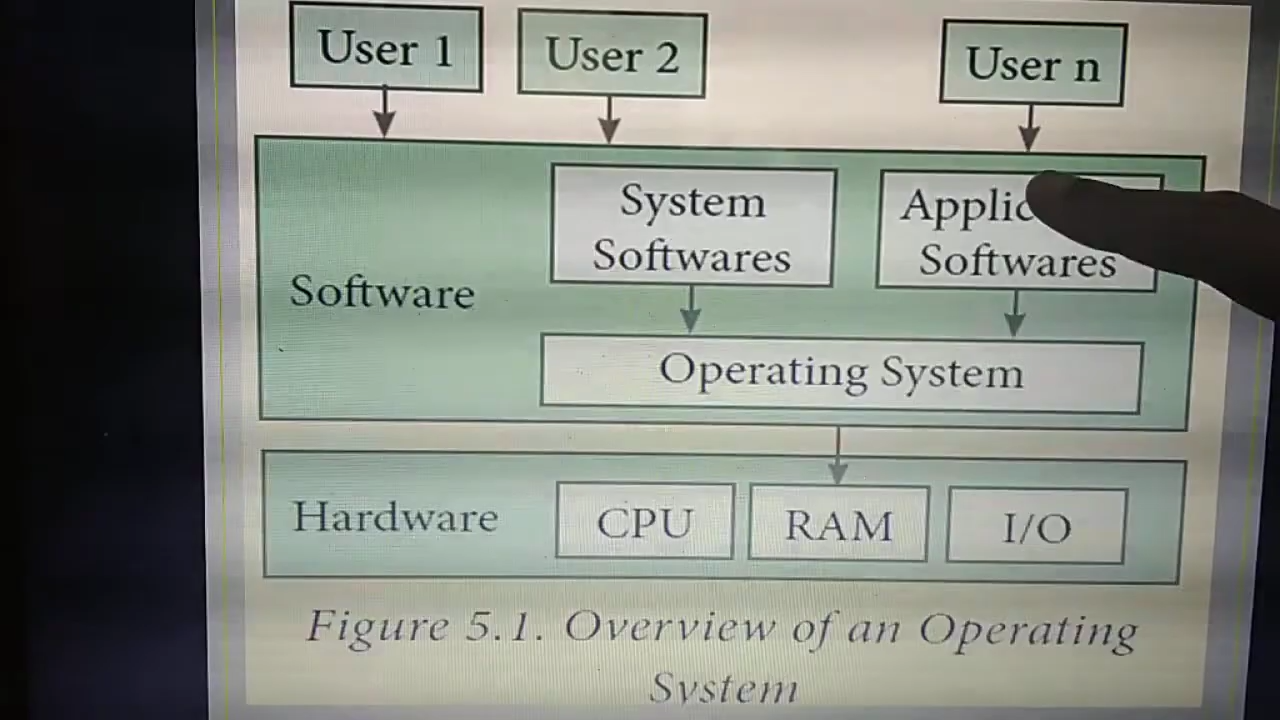 User 1
User 2
User n
System
Softwares
Softwares
Software
Operating System
Hardware
CPU
RAM
I/O
Figure 5.1. Overview of an Operating
System